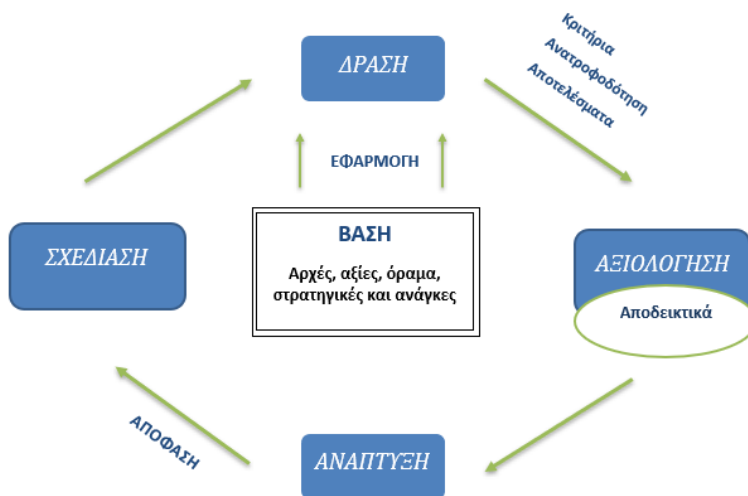 ΔΡΑΣΗ
Κριτήρια
Ανατροφοδότηση
Αποτελέσματα
ΕΦΑΡΜΟΓΗ
ΣΧΕΔΙΑΣΗ
ΒΑΣΗ
Αρχές, αξίες, όραμα,
στρατηγικές και ανάγκες
ΑΞΙΟΛΟΓΗΣΗ
Αποδεικτικά
ΑΠΟΦΑΣΗ
ΑΝΑΠΤΥΞΗ